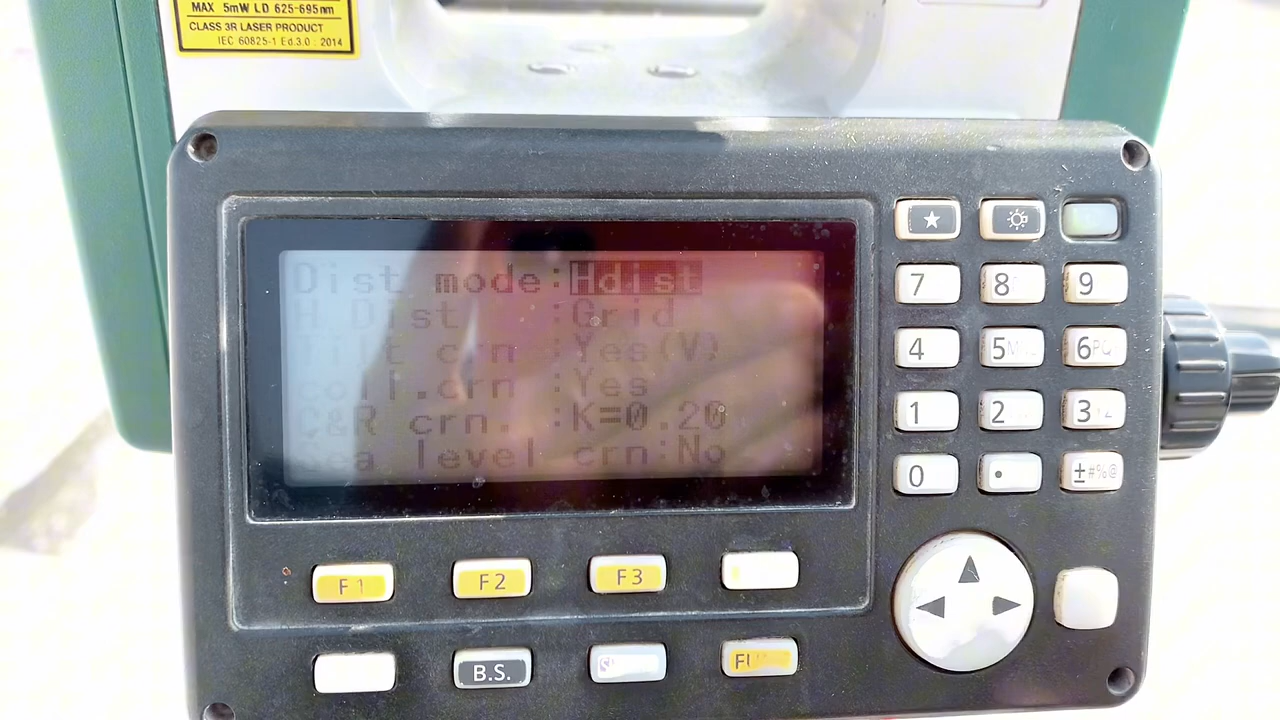 MAX 5mW LD 625-695nm
CLASS 3R LASER PRODUCT
IEC 60825-1 Ed.3.0 : 2014
Dist mode:Hdist
H Dist :Grid
Tilt crn :Yes(V)
coll.crn :Yes
C&R crn. :K=0.20
Sea level crn:No
7 8 9
4 5 6PQ
1 2 3
0 . ±#%@
F1 F2 F3
B.S.